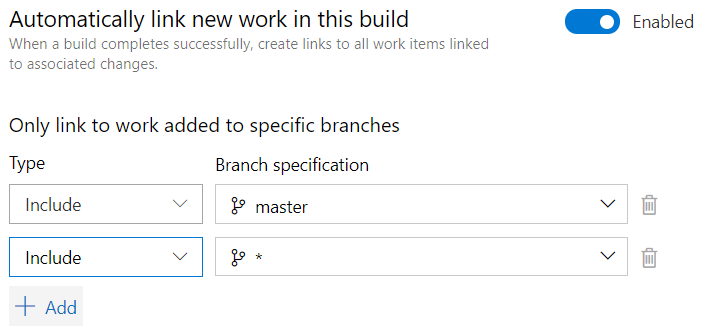 Automatically link new work in this build
Enabled
When a build completes successfully, create links to all work items linked
to associated changes.
Only link to work added to specific branches
Type
Branch specification
Include
master
Include
*
Add